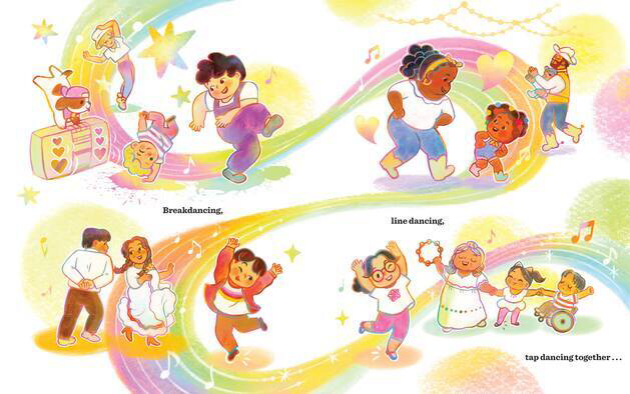 Breakdancing,
line dancing,
tap dancing together . . .